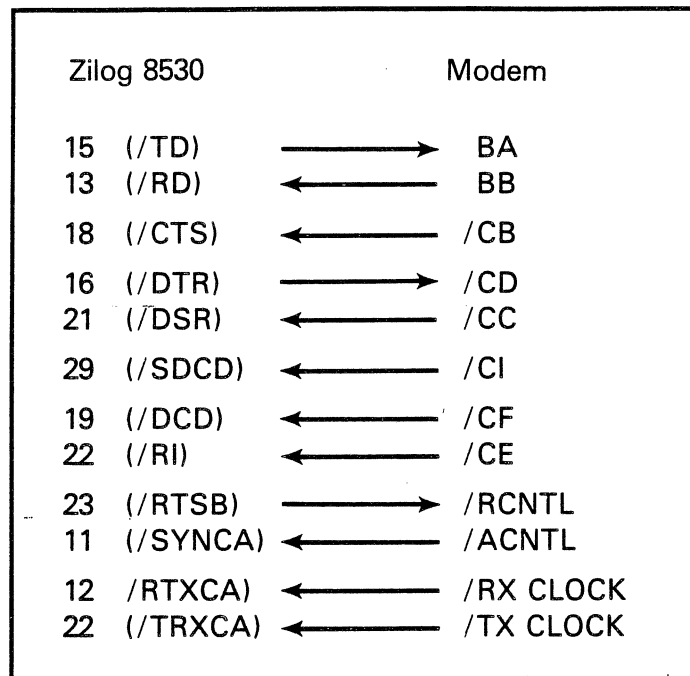 Zilog 8530 Modem
15 (/TD) BA
13 (/RD) BB
18 (/CTS) /CB
16 (/DTR) /CD
21 (/DSR) /CC
29 (/SDCD) /CI
19 (/DCD) /CF
22 (/RI) /CE
23 (/RTSB) /RCNTL
11 (/SYNCA) /ACNTL
12 /RTXCA) /RX CLOCK
22 (/TRXCA) /TX CLOCK